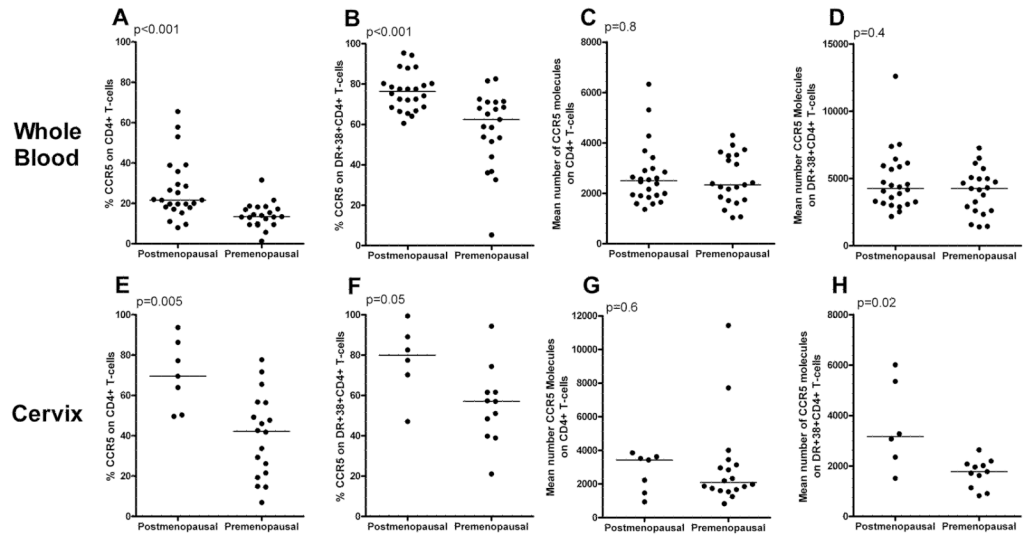 A
p<0.001
% CCR5 on CD4+ T-cells
100
80
60
40
20
0
Postmenopausal Premenopausal
B
p<0.001
% CCR5 on DR+38+CD4+ T-cells
100
80
60
40
20
0
Postmenopausal Premenopausal
C
p=0.8
Mean number of CCR5 molecules
on CD4+ T-cells
8000
6000
4000
2000
0
Postmenopausal Premenopausal
D
p=0.4
Mean number CCR5 Molecules
on DR+38+CD4+ T-cells
15000
10000
5000
0
Postmenopausal Premenopausal
Whole
Blood
E
p=0.005
% CCR5 on CD4+ T-cells
100
80
60
40
20
0
Postmenopausal Premenopausal
F
p=0.05
% CCR5 on DR+38+CD4+ T-cells
100
80
60
40
20
0
Postmenopausal Premenopausal
G
p=0.6
Mean number of CCR5 Molecules
on CD4+ T-cells
12000
10000
8000
6000
4000
2000
0
Postmenopausal Premenopausal
H
p=0.02
Mean number of CCR5 molecules
on DR+38+CD4+ T-cells
8000
6000
4000
2000
0
Postmenopausal Premenopausal
Cervix